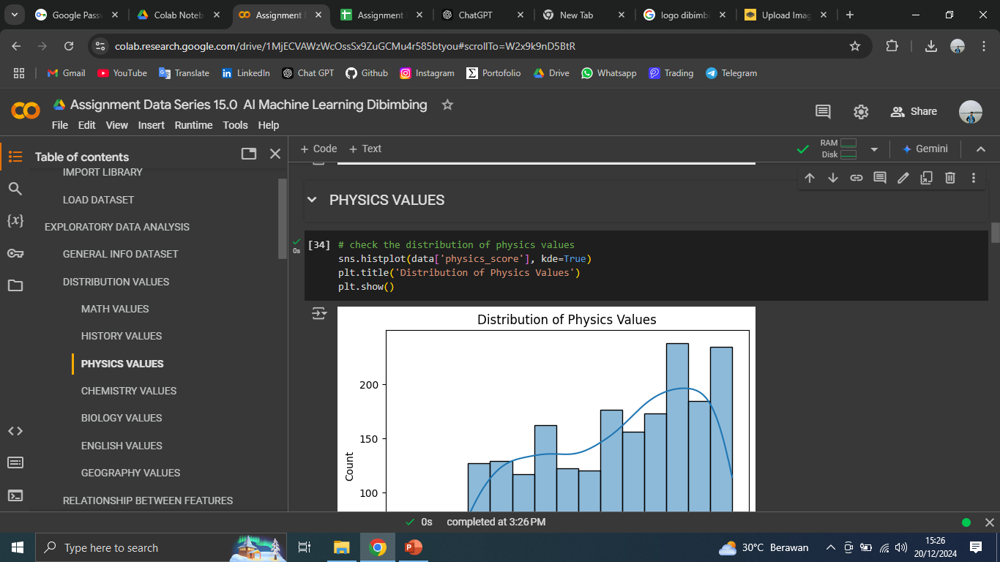 Google Passw
Colab Noteb
Assignment
Assignment
ChatGPT
New Tab
logo dibimbi
Upload Imag
colab.research.google.com/drive/1MjECVAWzWcOssSx9ZuGCMu4r585btyou#scrollTo=W2x9k9nD5BtR
Gmail
YouTube
Translate
LinkedIn
Chat GPT
Github
Instagram
Portofolio
Drive
Whatsapp
Trading
Telegram
Assignment Data Series 15.0 AI Machine Learning Dibimbing
File Edit View Insert Runtime Tools Help
Share
Table of contents
+ Code + Text
RAM
Disk
Gemini
IMPORT LIBRARY
LOAD DATASET
EXPLORATORY DATA ANALYSIS
GENERAL INFO DATASET
DISTRIBUTION VALUES
MATH VALUES
HISTORY VALUES
PHYSICS VALUES
CHEMISTRY VALUES
BIOLOGY VALUES
ENGLISH VALUES
GEOGRAPHY VALUES
RELATIONSHIP BETWEEN FEATURES
PHYSICS VALUES
0s
[34] # check the distribution of physics values
sns.histplot(data['physics_score'], kde=True)
plt.title('Distribution of Physics Values')
plt.show()
Distribution of Physics Values
200
150
100
Count
0s completed at 3:26 PM
Type here to search
30°C Berawan
15:26
20/12/2024